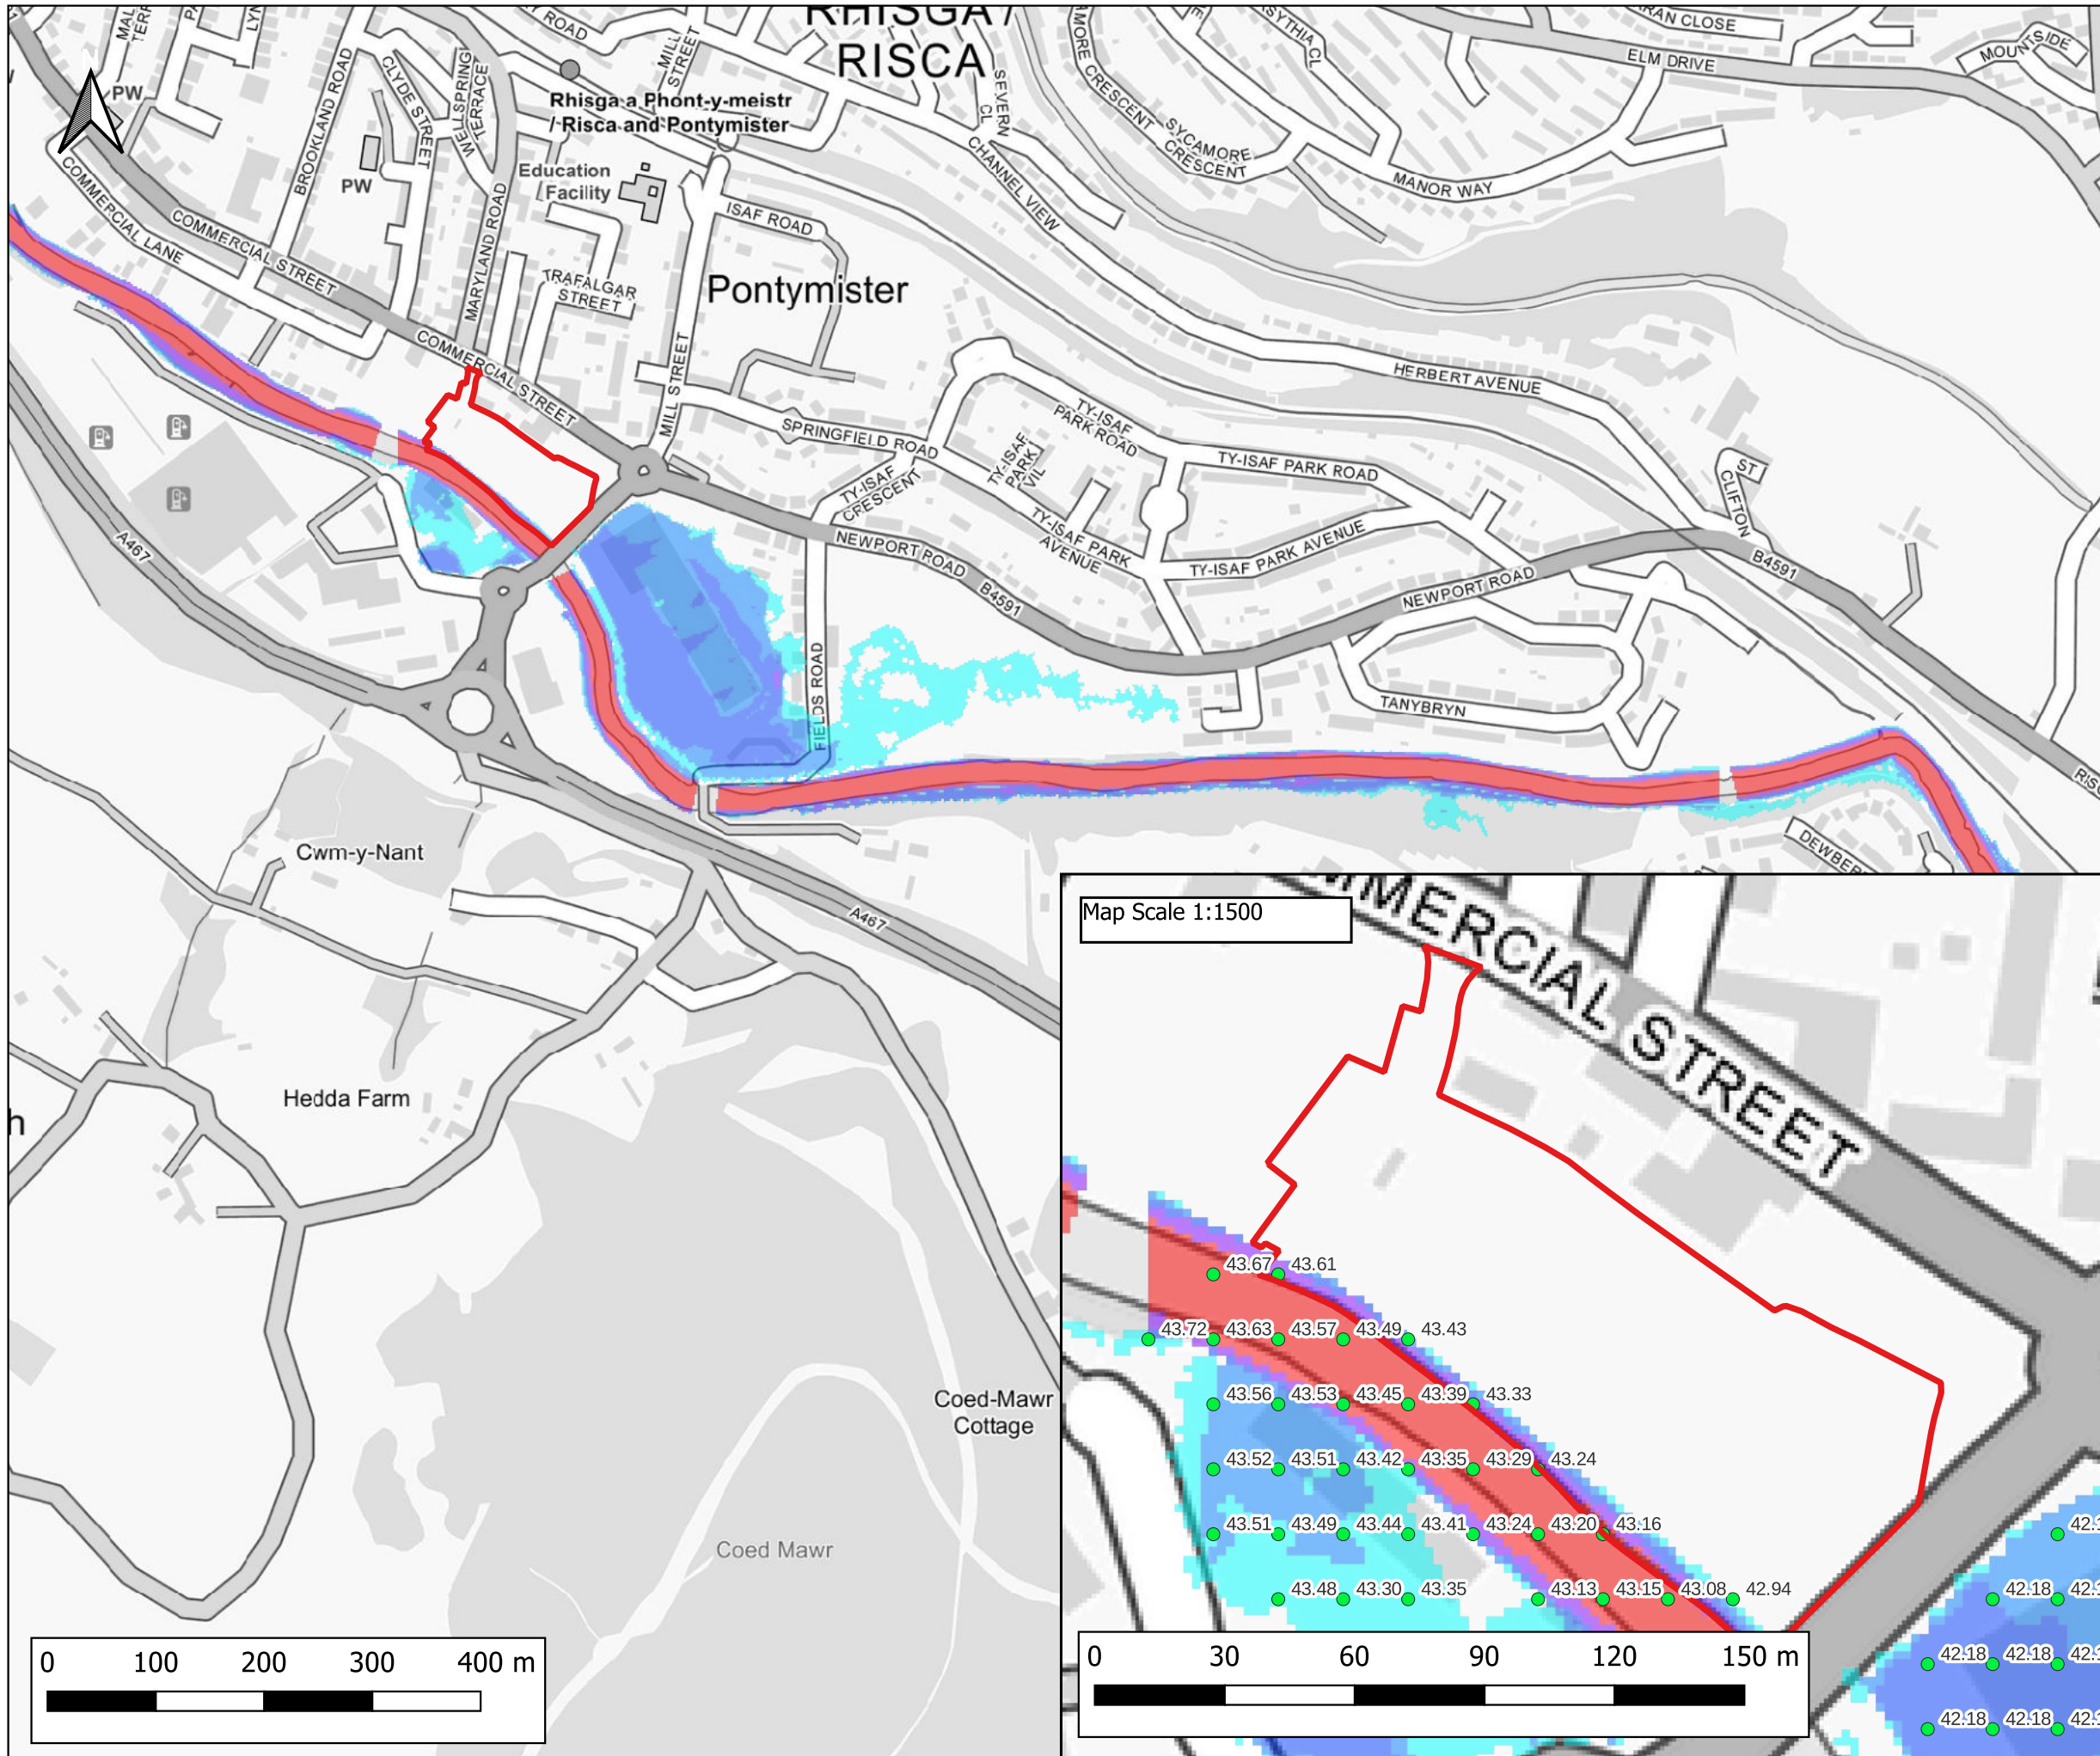 RHISGA /
RISCA
PW
COMMERCIAL LANE
COMMERCIAL STREET
BROOKLAND ROAD
PW
CLYDE STREET
WELLSPRING
TERRACE
MARYLAND ROAD
MILL
STREET
Rhisga a Phont-y-meistr
/ Risca and Pontymister
Education
Facility
ISAF ROAD
TRAFALGAR
STREET
Pontymister
COMMERCIAL STREET
MILL STREET
SEVERN
CL
CHANNEL VIEW
SYCAMORE
CRESCENT
MANOR WAY
ELM DRIVE
MOUNTSIDE
HERBERT AVENUE
SPRINGFIELD ROAD
TY-ISAF
CRESCENT
TY-ISAF
PARK
VIL
TY-ISAF
PARK ROAD
TY-ISAF PARK ROAD
TY-ISAF PARK
AVENUE
TY-ISAF PARK AVENUE
ST
CLIFTON
NEWPORT ROAD
B4591
NEWPORT ROAD
B4591
FIELDS ROAD
TANYBRYN
A467
A467
Cwm-y-Nant
Hedda Farm
Coed-Mawr
Cottage
Coed Mawr
0 100 200 300 400 m
Map Scale 1:1500
MMERCIAL STREET
43.67 43.61
43.72 43.63 43.57 43.49 43.43
43.56 43.53 43.45 43.39 43.33
43.52 43.51 43.42 43.35 43.29 43.24
43.51 43.49 43.44 43.41 43.24 43.20 43.16
43.48 43.30 43.35 43.13 43.15 43.08 42.94
42.18
42.18 42.18
42.18 42.18
0 30 60 90 120 150 m